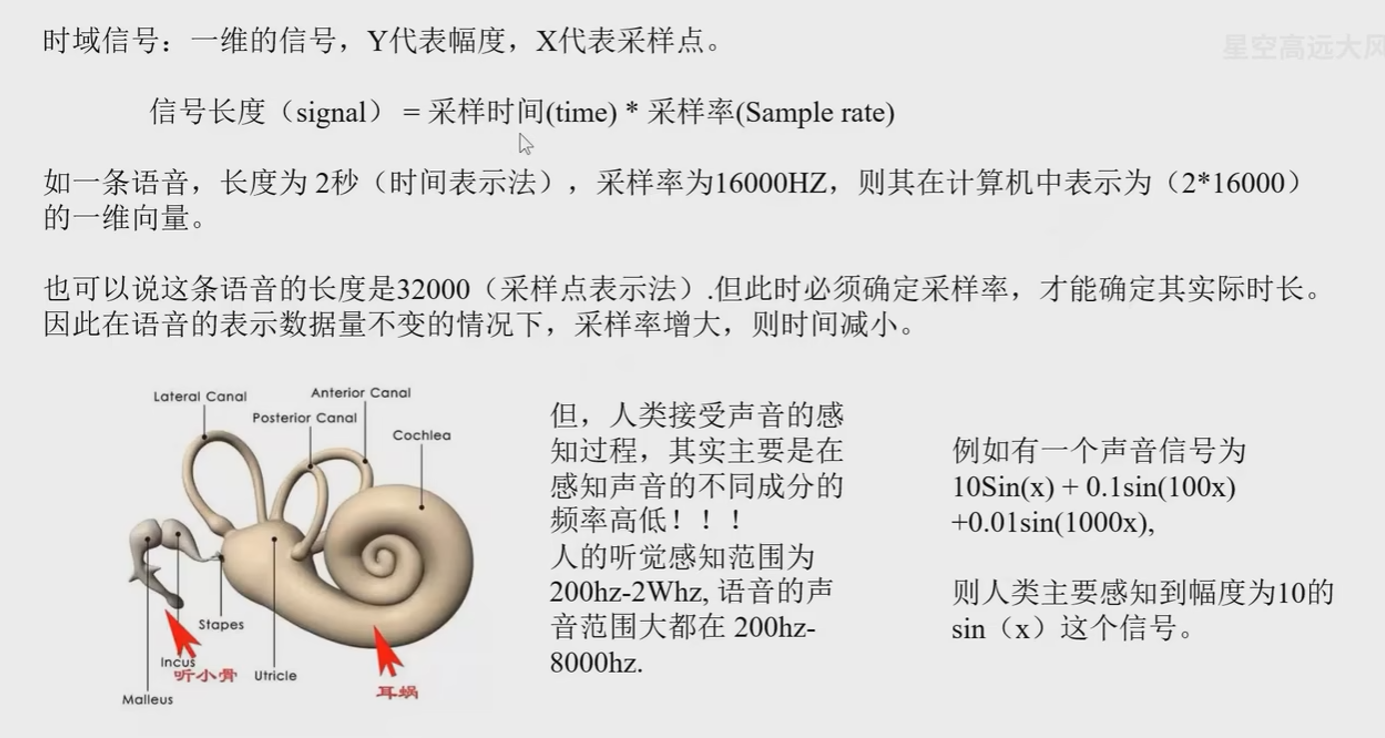 时域信号：一维的信号，Y代表幅度，X代表采样点。
星空高远大风
信号长度（signal） = 采样时间(time) * 采样率(Sample rate)
如一条语音，长度为 2秒（时间表示法），采样率为16000HZ，则其在计算机中表示为（2*16000）
的一维向量。
也可以说这条语音的长度是32000（采样点表示法）.但此时必须确定采样率，才能确定其实际时长。
因此在语音的表示数据量不变的情况下，采样率增大，则时间减小。
Lateral Canal
Anterior Canal
Posterior Canal
Cochlea
Stapes
Incus
听小骨
Utricle
Malleus
耳蜗
但，人类接受声音的感
知过程，其实主要是在
感知声音的不同成分的
频率高低！！！
人的听觉感知范围为
200hz-2Whz, 语音的声
音范围大都在 200hz-
8000hz.
例如有一个声音信号为
10Sin(x) + 0.1sin(100x)
+0.01sin(1000x),
则人类主要感知到幅度为10的
sin（x）这个信号。